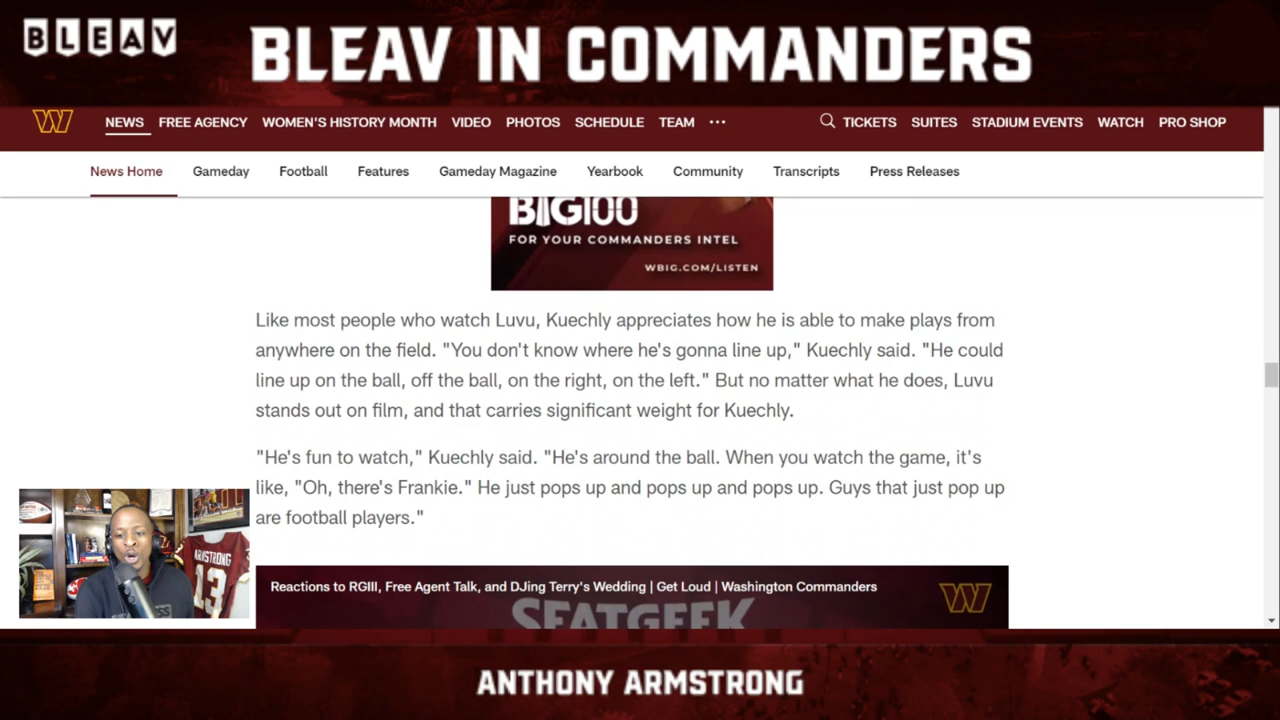 BLEAV
BLEAV IN COMMANDERS
W
NEWS FREE AGENCY WOMEN'S HISTORY MONTH VIDEO PHOTOS SCHEDULE TEAM ••• TICKETS SUITES STADIUM EVENTS WATCH PRO SHOP
News Home Gameday Football Features Gameday Magazine Yearbook Community Transcripts Press Releases
BIG100
FOR YOUR COMMANDERS INTEL
WBIG.COM/LISTEN
Like most people who watch Luvu, Kuechly appreciates how he is able to make plays from
anywhere on the field. "You don't know where he's gonna line up," Kuechly said. "He could
line up on the ball, off the ball, on the right, on the left." But no matter what he does, Luvu
stands out on film, and that carries significant weight for Kuechly.
"He's fun to watch," Kuechly said. "He's around the ball. When you watch the game, it's
like, "Oh, there's Frankie." He just pops up and pops up and pops up. Guys that just pop up
are football players."
ARMSTRONG
13
Reactions to RGIII, Free Agent Talk, and DJing Terry's Wedding | Get Loud | Washington Commanders
W
SEATGEEK
ANTHONY ARMSTRONG